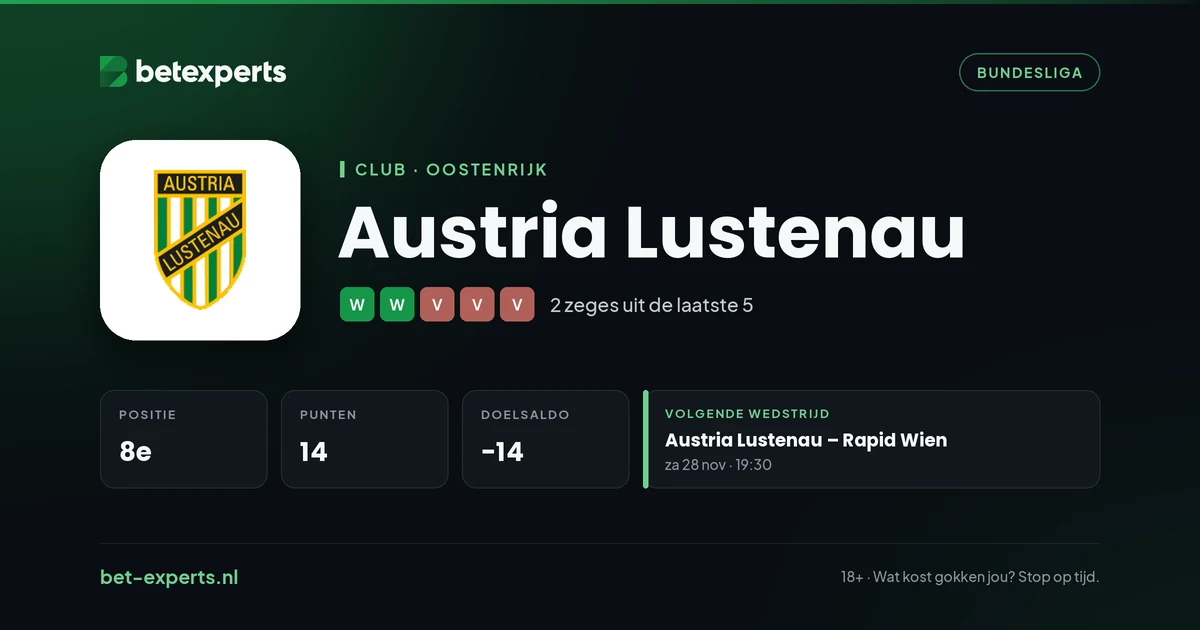 betexperts
BUNDESLIGA
AUSTRIA
LUSTENAU
CLUB · OOSTENRIJK
Austria Lustenau
W W V V V 2 zeges uit de laatste 5
POSITIE
8e
PUNTEN
14
DOELSALDO
−14
VOLGENDE WEDSTRIJD
Austria Lustenau – Rapid Wien
za 28 nov · 19:30
bet-experts.nl
18+ · Wat kost gokken jou? Stop op tijd.